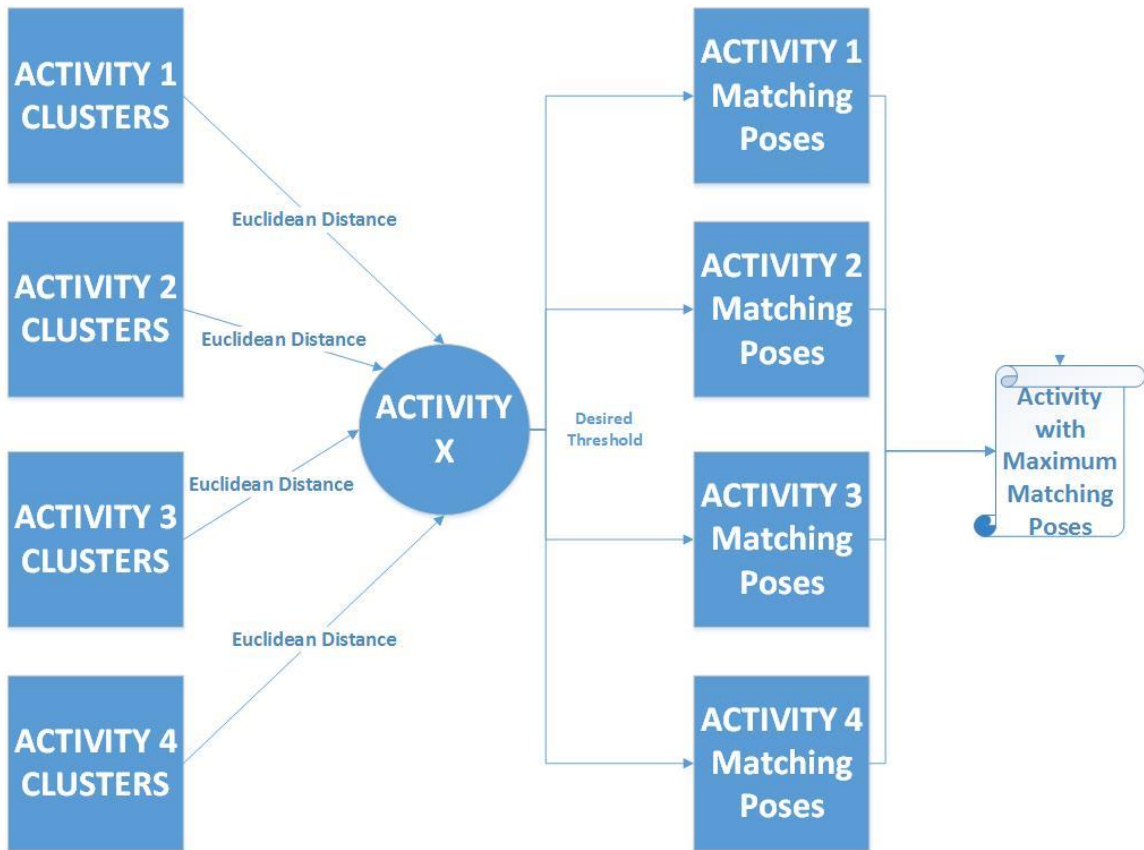 ACTIVITY 1
CLUSTERS
Euclidean Distance
ACTIVITY 2
CLUSTERS
Euclidean Distance
ACTIVITY 3
CLUSTERS
Euclidean Distance
ACTIVITY 4
CLUSTERS
Euclidean Distance
ACTIVITY
X
Desired
Threshold
ACTIVITY 1
Matching
Poses
ACTIVITY 2
Matching
Poses
ACTIVITY 3
Matching
Poses
ACTIVITY 4
Matching
Poses
Activity
with
Maximum
Matching
Poses